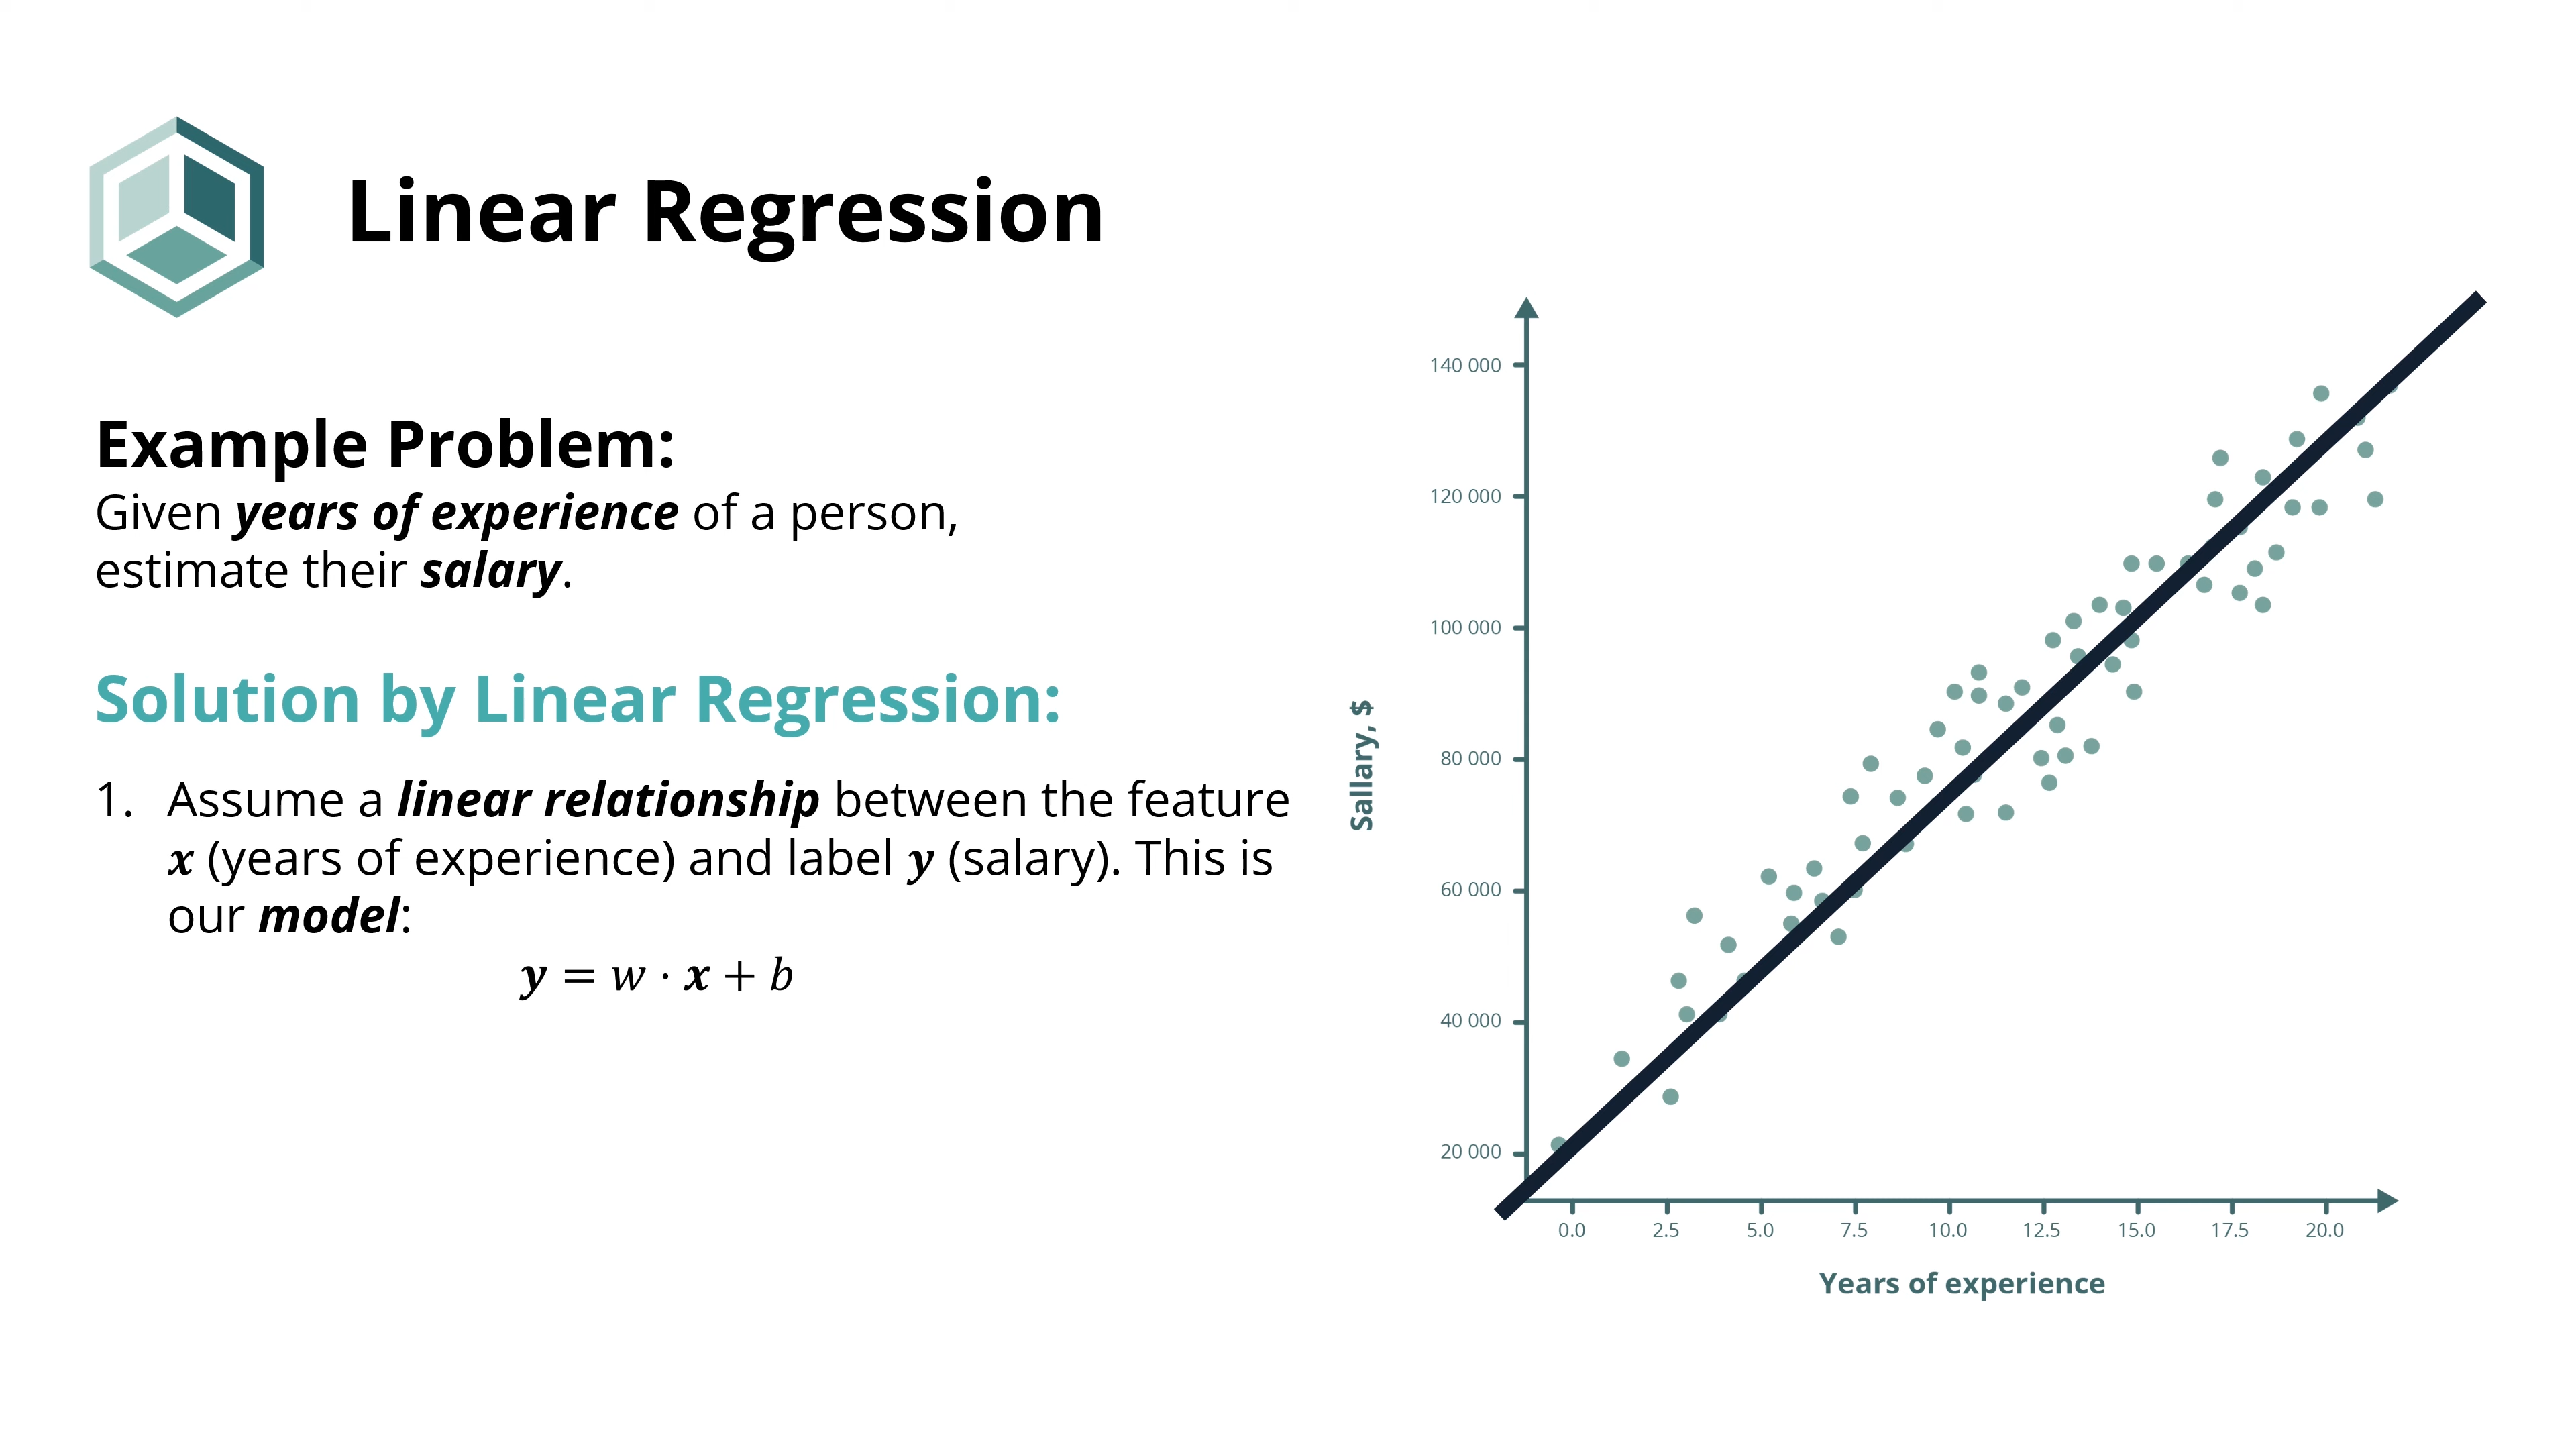 Linear Regression
Example Problem:
Given years of experience of a person,
estimate their salary.
Solution by Linear Regression:
1. Assume a linear relationship between the feature
x (years of experience) and label y (salary). This is
our model:
y = w · x + b
Sallary, $
140 000
120 000
100 000
80 000
60 000
40 000
20 000
0.0 2.5 5.0 7.5 10.0 12.5 15.0 17.5 20.0
Years of experience